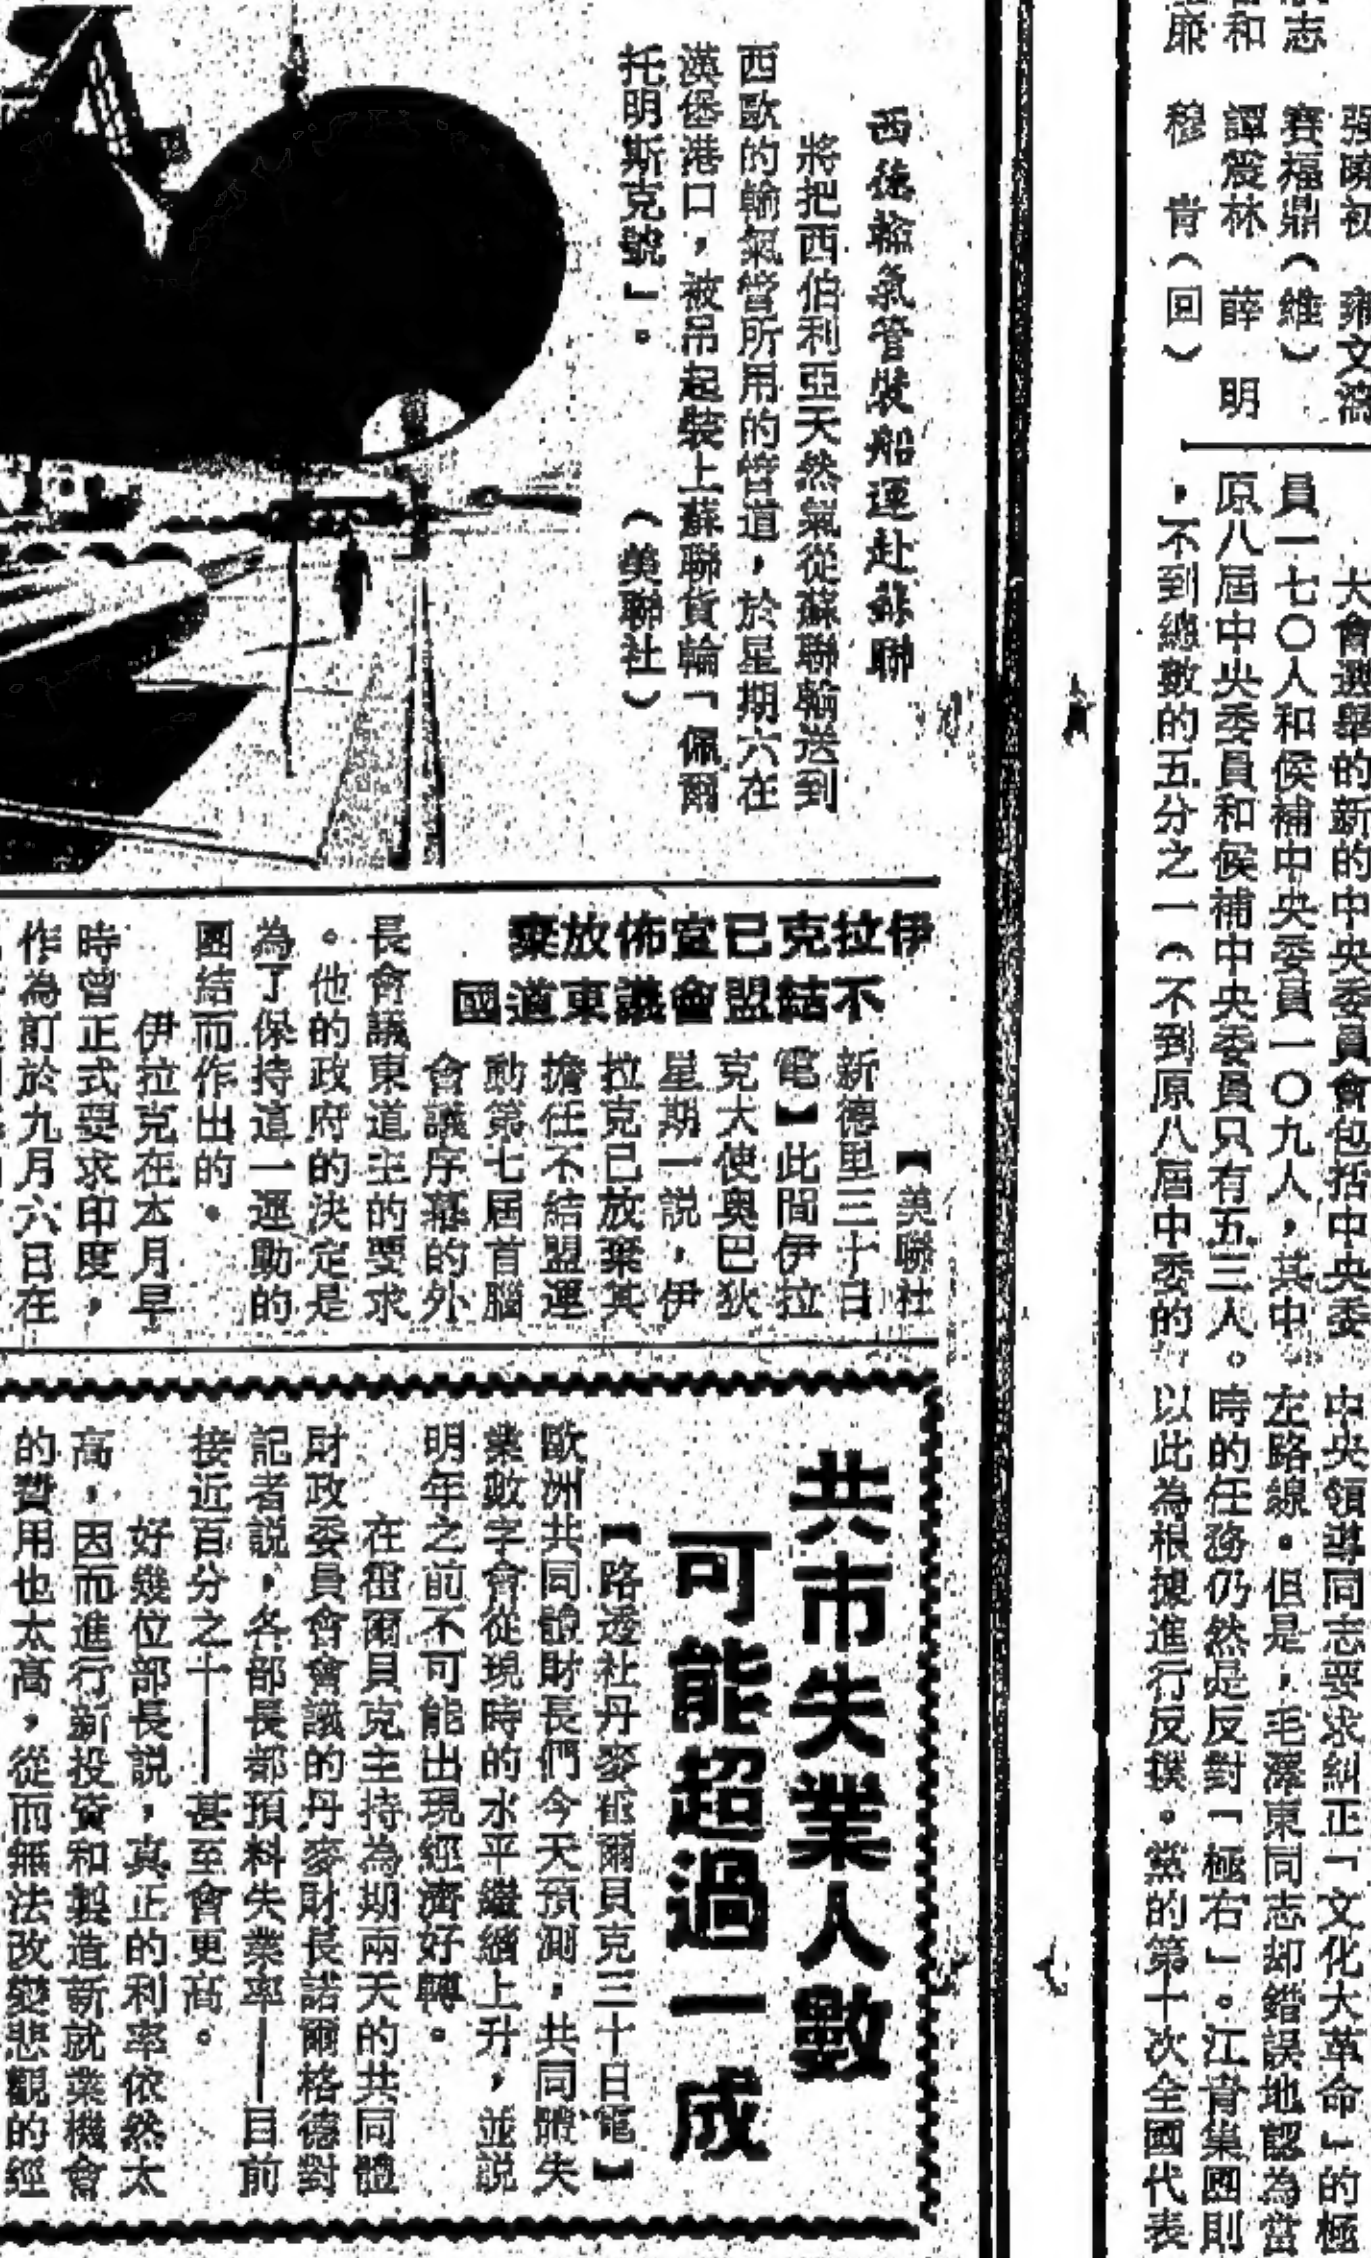 西德輸氣管裝船運赴蘇聯
將把西伯利亞天然氣從蘇聯輸送到
西歐的輸氣管所用的管道,於星期六在
漢堡港口,被吊起裝上蘇聯貨輪「佩爾
托明斯克號」。 (美聯社)
伊拉克已宣佈放棄
不結盟會議東道國
【美聯社
新德里三十日
電】此間伊拉
克大使奧巴狄
星期一說,伊
拉克已放棄其
擔任不結盟運
動第七屆首腦
會議序幕的外
長會議東道主的要求
。他的政府的決定是
為了保持這一運動的
團結而作出的。
伊拉克在本月早
時曾正式要求印度,
作為訂於九月六日在
共市失業人數
可能超過一成
【路透社丹麥 爾貝克三十日電】
歐洲共同體財長們今天預測,共同體失
業數字會從現時的水平繼續上升,並說
明年之前不可能出現經濟好轉。
在 爾貝克主持為期兩天的共同體
財政委員會會議的丹麥財長諾爾格德對
記者說,各部長都預料失業率——目前
接近百分之十——甚至會更高。
好幾位部長說,真正的利率依然太
高,因而進行新投資和製造新就業機會
的費用也太高,從而無法改變悲觀的經
志
和
張曉初 雍文濤
賽福鼎(維)
譚震林 薛 明
穆 青(回)
大會選舉的新的中央委員會包括中央委
員一七〇人和候補中央委員一〇九人,其中
原八屆中央委員和候補中央委員只有五三人。
,不到總數的五分之一(不到原八屆中委的
中央領導同志要求糾正「文化大革命」的極
左路線。但是,毛澤東同志却錯誤地認為當
時的任務仍然是反對「極右」。江青集團則
以此為根據進行反撲。黨的第十次全國代表